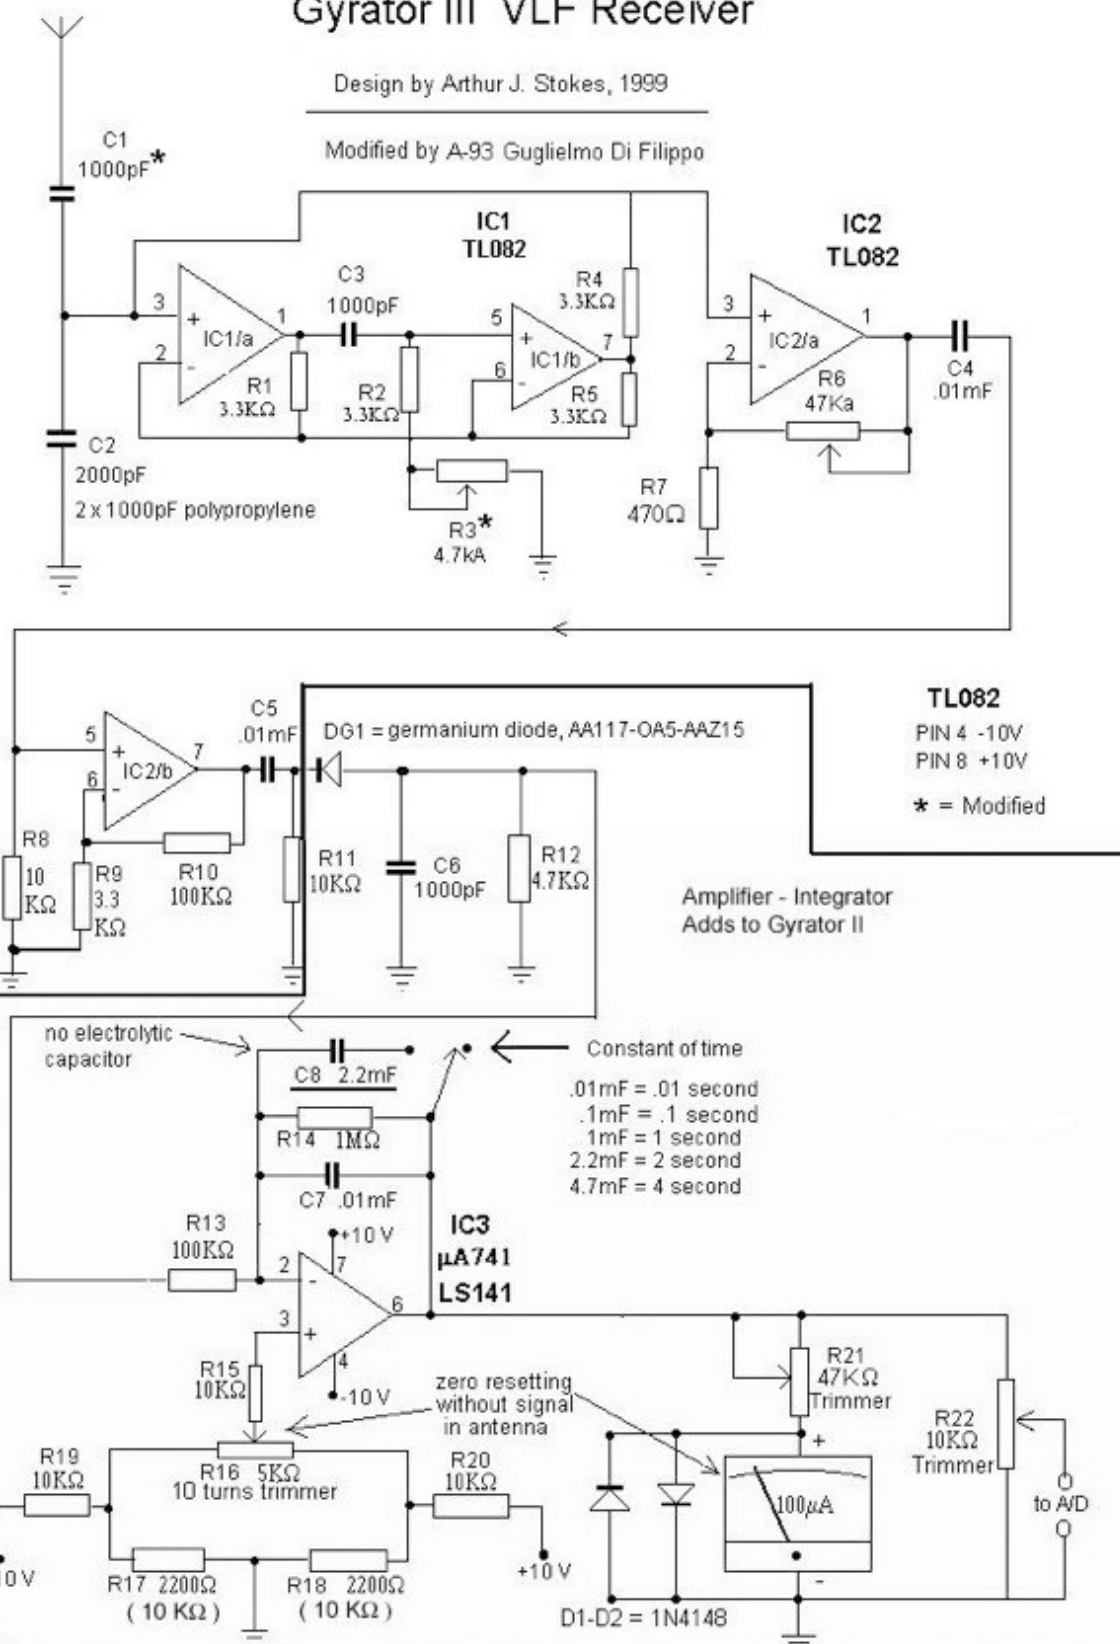 Gyrator III VLF Receiver
Design by Arthur J. Stokes, 1999
Modified by A-93 Guglielmo Di Filippo
C1
1000pF*
IC1
TL082
IC2
TL082
C3
1000pF
R4
3.3KΩ
3
+
IC1/a
1
2
-
5
+
IC1/b
7
6
-
3
+
IC2/a
1
2
-
R1
3.3KΩ
R2
3.3KΩ
R5
3.3KΩ
R6
47Ka
C4
.01mF
C2
2000pF
2 x 1000pF polypropylene
R3*
4.7kA
R7
470Ω
C5
.01mF
DG1 = germanium diode, AA117-OA5-AAZ15
TL082
PIN 4 -10V
PIN 8 +10V
* = Modified
5
+
IC2/b
7
6
-
R8
10
KΩ
R9
3.3
KΩ
R10
100KΩ
R11
10KΩ
C6
1000pF
R12
4.7KΩ
Amplifier - Integrator
Adds to Gyrator II
no electrolytic
capacitor
C8 2.2mF
Constant of time
.01mF = .01 second
.1mF = .1 second
1mF = 1 second
2.2mF = 2 second
4.7mF = 4 second
R14 1MΩ
C7 .01mF
R13
100KΩ
+10 V
IC3
µA741
LS141
2
-
7
6
3
+
4
-10 V
R15
10KΩ
zero resetting
without signal
in antenna
R21
47KΩ
Trimmer
R22
10KΩ
Trimmer
R19
10KΩ
R16 5KΩ
10 turns trimmer
R20
10KΩ
+
100µA
-
to A/D
10 V
R17 2200Ω
( 10 KΩ )
R18 2200Ω
( 10 KΩ )
+10 V
D1-D2 = 1N4148